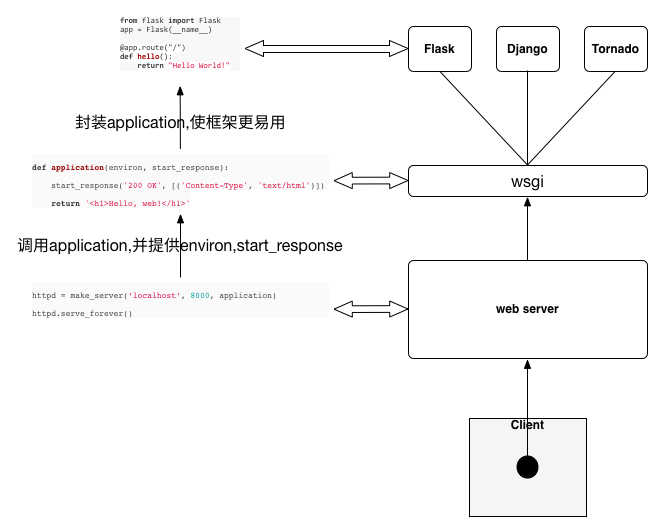 from flask import Flask
app = Flask(__name__)
@app.route("/")
def hello():
    return "Hello World!"
Flask
Django
Tornado
封装application,使框架更易用
def application(environ, start_response):
    start_response('200 OK', [('Content-Type', 'text/html')])
    return '<h1>Hello, web!</h1>'
wsgi
调用application,并提供environ,start_response
httpd = make_server('localhost', 8000, application)
httpd.serve_forever()
web server
Client